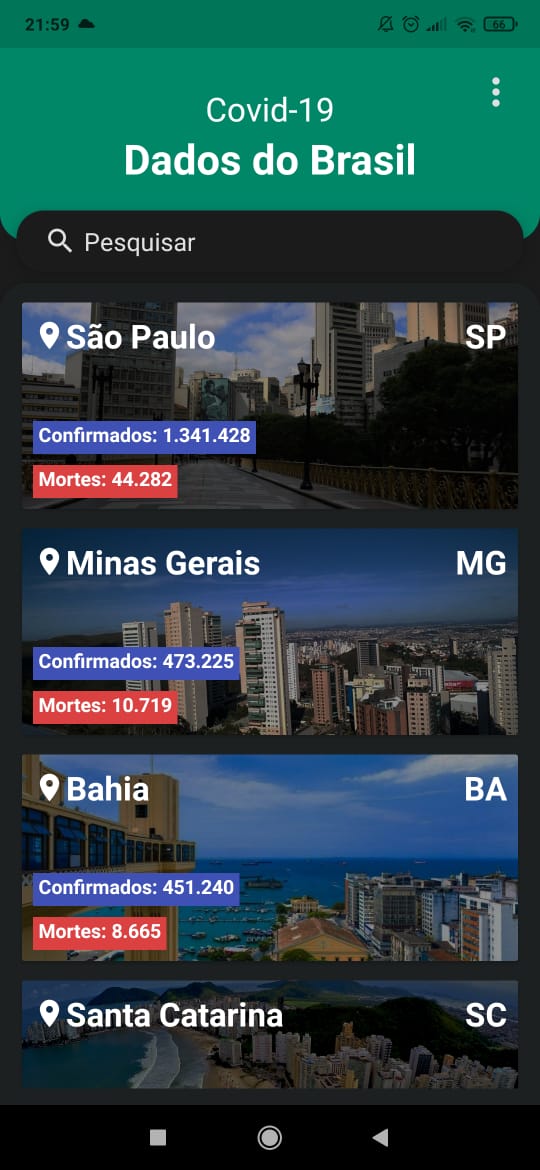 21:59
66
Covid-19
Dados do Brasil
Pesquisar
São Paulo SP
Confirmados: 1.341.428
Mortes: 44.282
Minas Gerais MG
Confirmados: 473.225
Mortes: 10.719
Bahia BA
Confirmados: 451.240
Mortes: 8.665
Santa Catarina SC